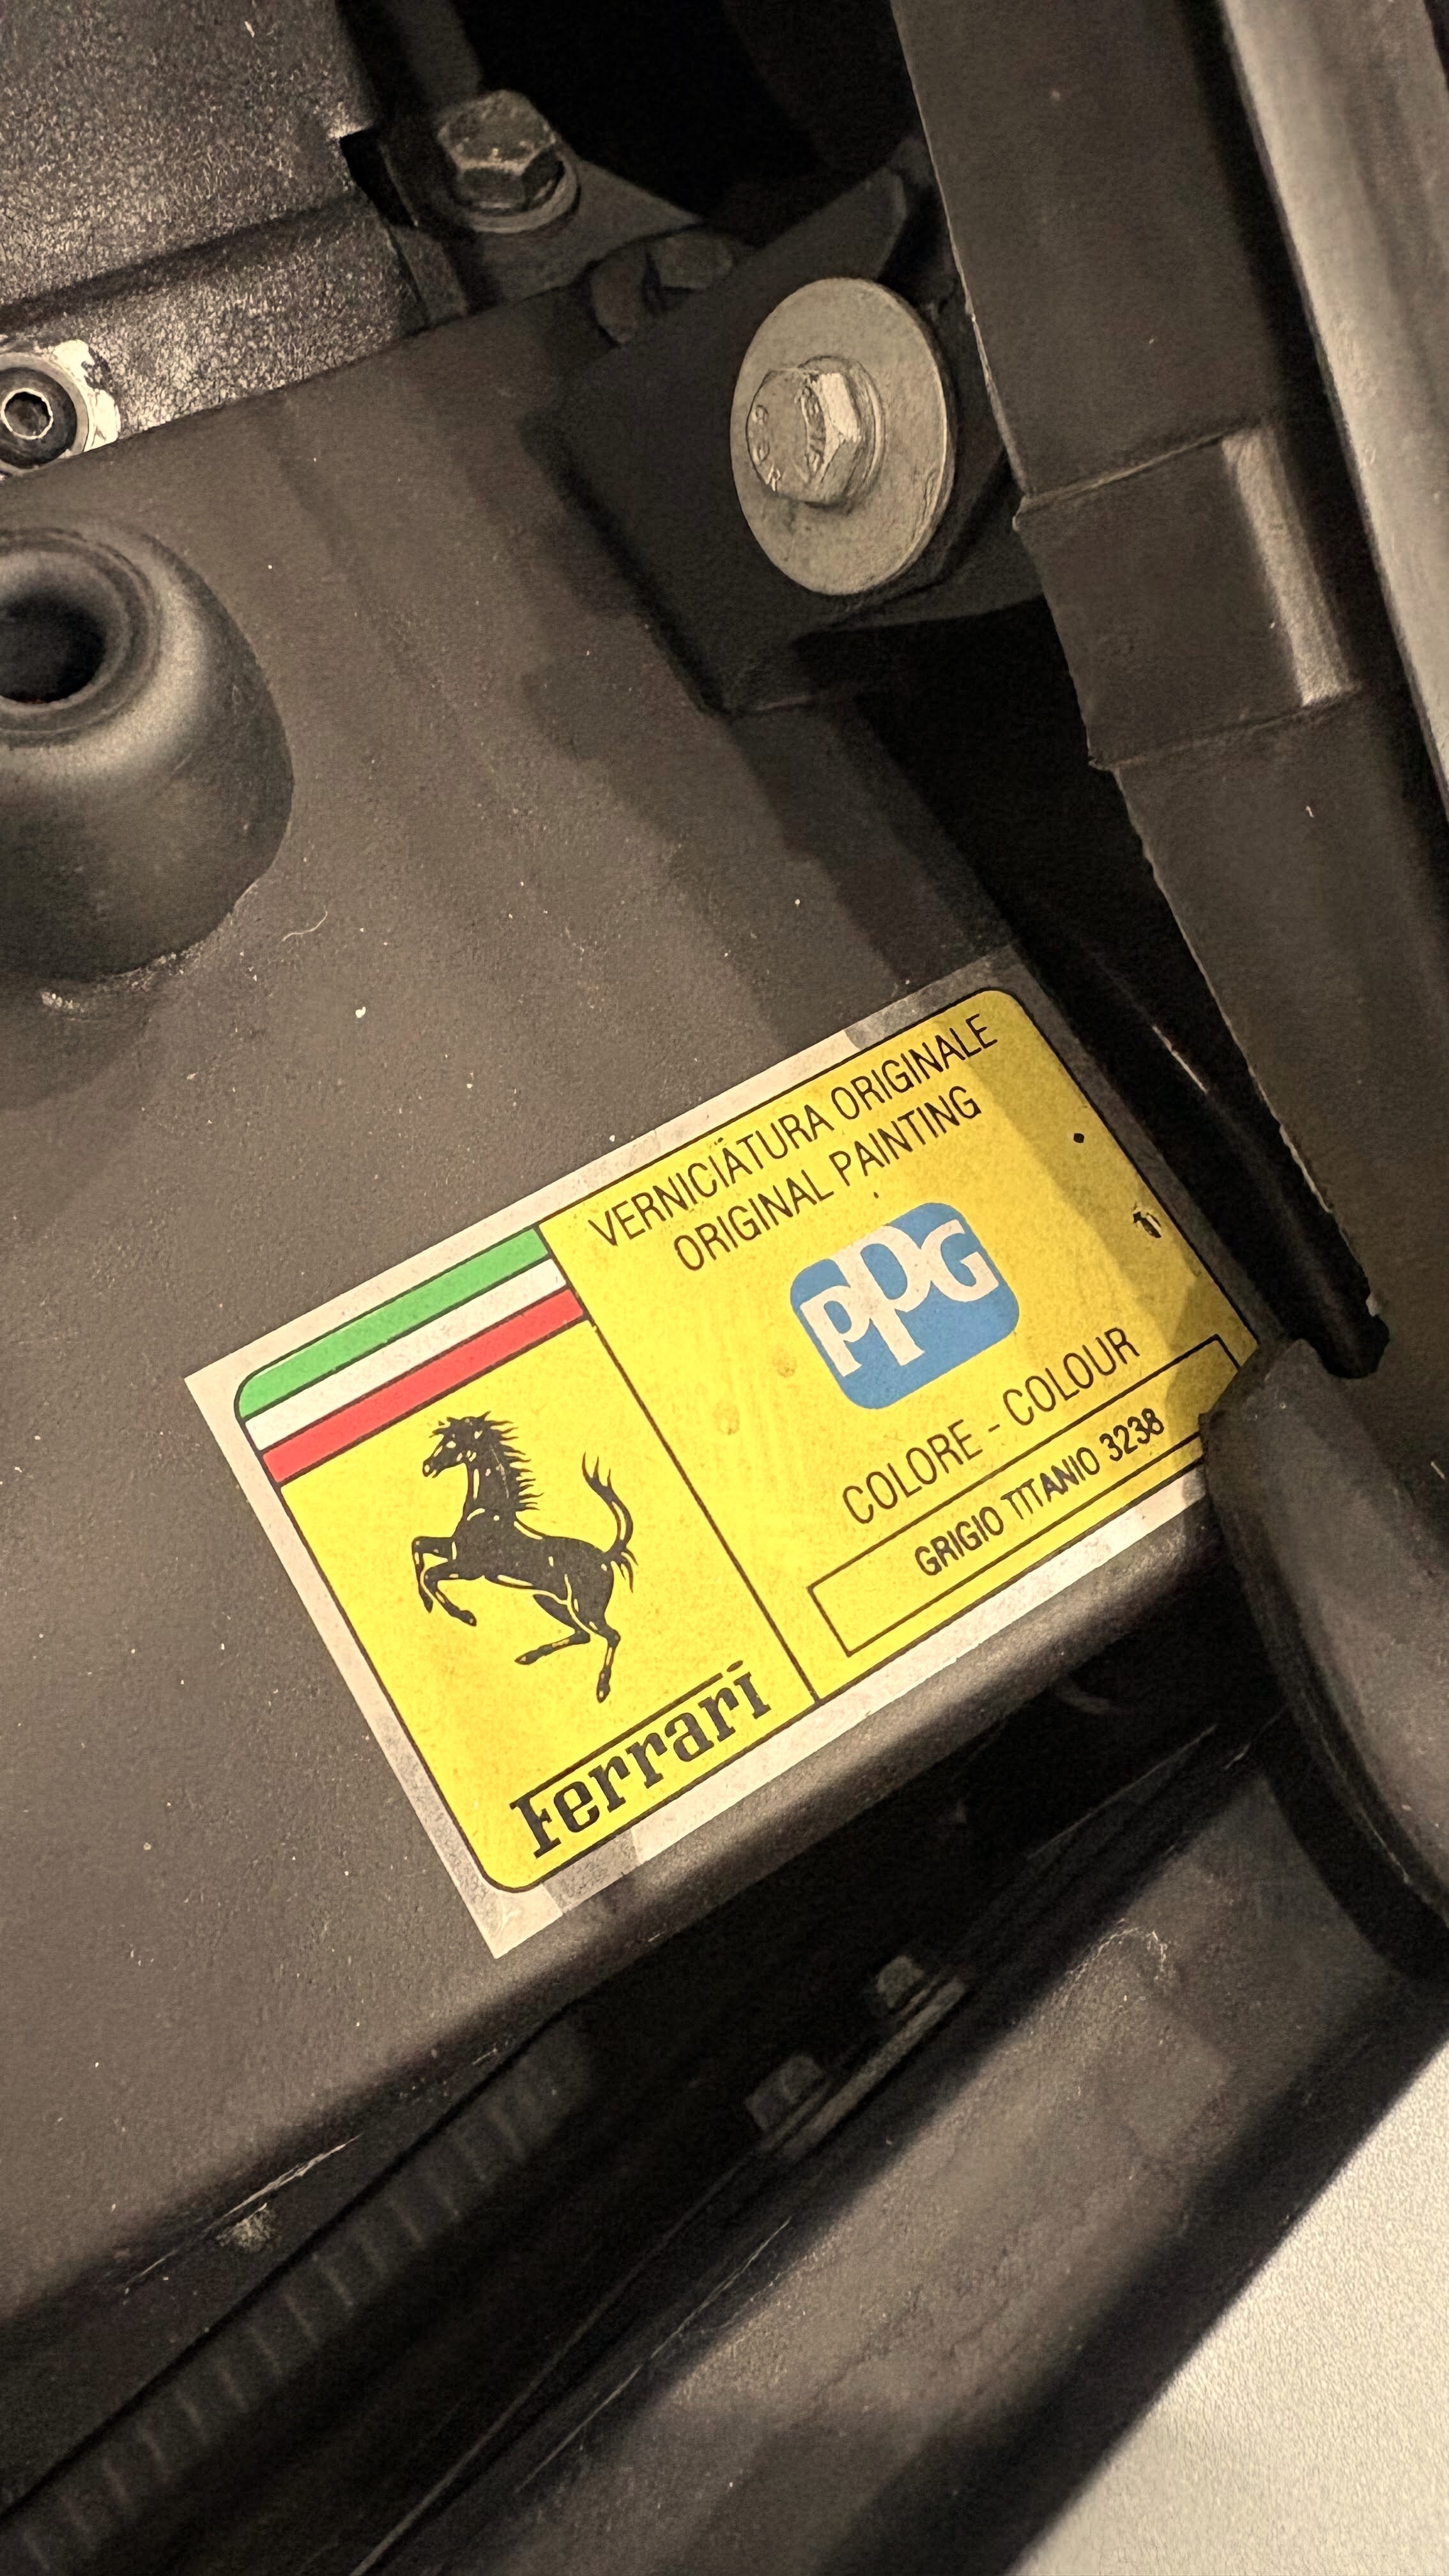 VERNICIATURA ORIGINALE
ORIGINAL PAINTING
PPG
COLORE - COLOUR
GRIGIO TITANIO 3238
Ferrari